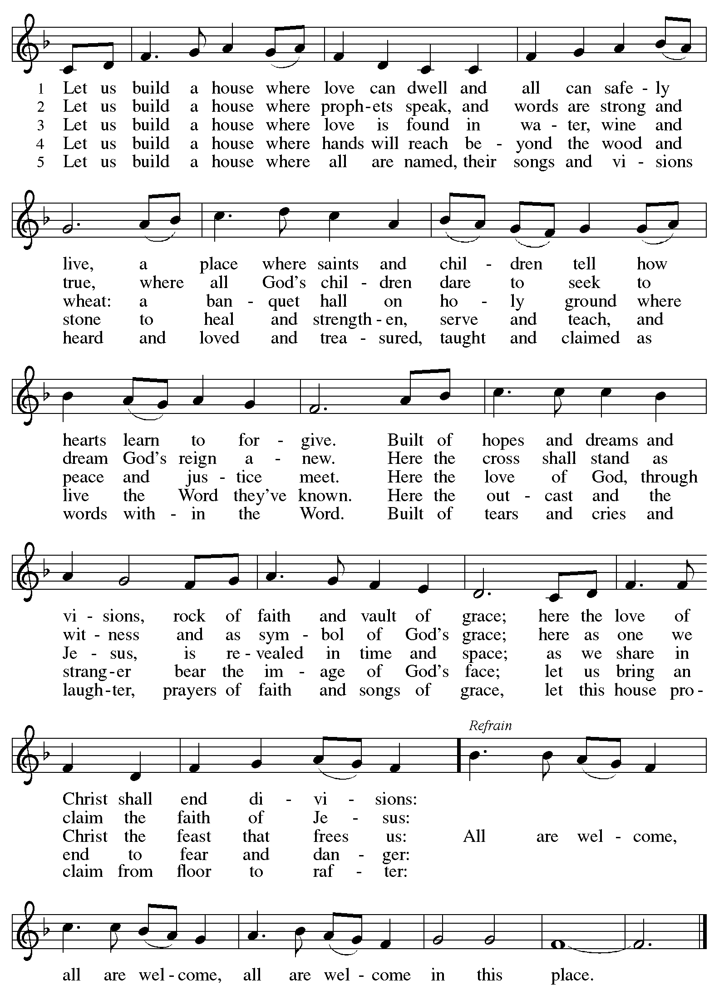 1 Let us build a house where love can dwell and all can safe - ly
2 Let us build a house where proph - ets speak, and words are strong and
3 Let us build a house where love is found in wa - ter, wine and
4 Let us build a house where hands will reach be - yond the wood and
5 Let us build a house where all are named, their songs and vi - sions
live, a place where saints and chil - dren tell how
true, where all God's chil - dren dare to seek to
wheat: a ban - quet hall on ho - ly ground where
stone to heal and strength - en, serve and teach, and
heard and loved and trea - sured, taught and claimed as
hearts learn to for - give. Built of hopes and dreams and
dream God's reign a - new. Here the cross shall stand as
peace and jus - tice meet. Here the love of God, through
live the Word they've known. Here the out - cast and the
words with - in the Word. Built of tears and cries and
vi - sions, rock of faith and vault of grace; here the love of
wit - ness and as sym - bol of God's grace; here as one we
Je - sus, is re - vealed in time and space; as we share in
strang - er bear the im - age of God's face; let us bring an
laugh - ter, prayers of faith and songs of grace, let this house pro -
Refrain
Christ shall end di - vi - sions:
claim the faith of Je - sus:
Christ the feast that frees us: All are wel - come,
end to fear and dan - ger:
claim from floor to raf - ter:
all are wel - come, all are wel - come in this place.